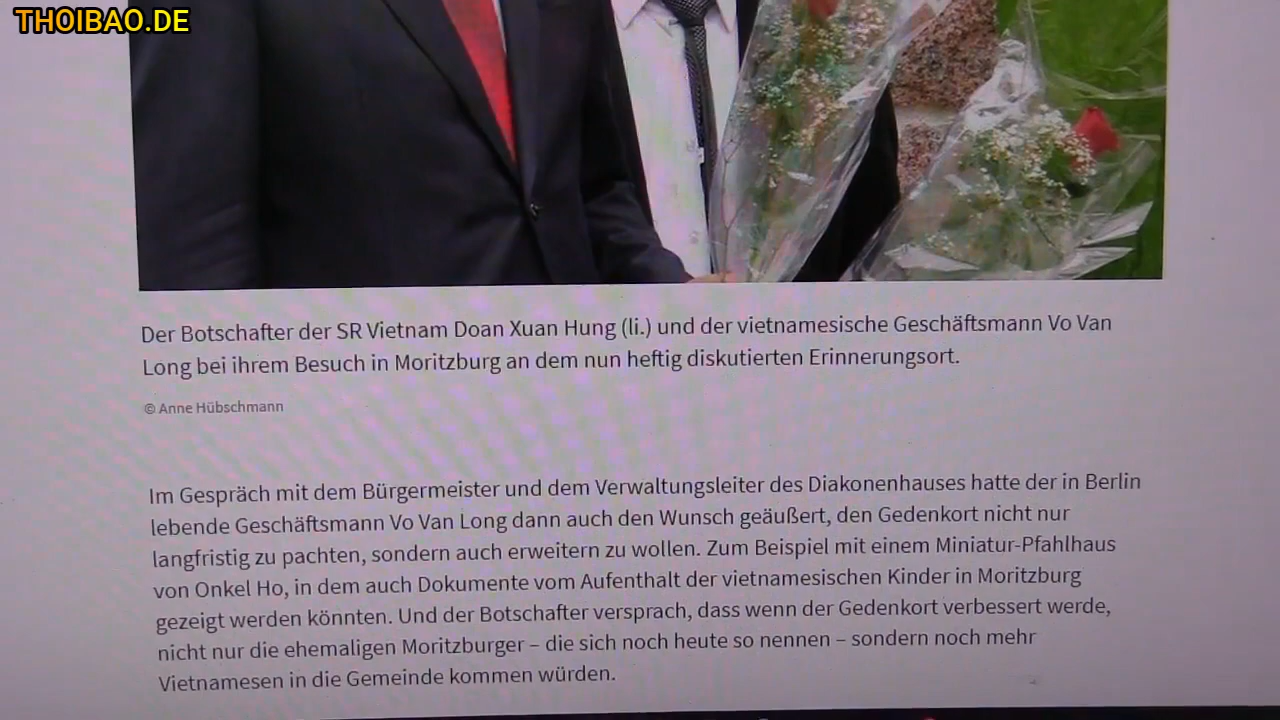 THOIBAO.DE
Der Botschafter der SR Vietnam Doan Xuan Hung (li.) und der vietnamesische Geschäftsmann Vo Van
Long bei ihrem Besuch in Moritzburg an dem nun heftig diskutierten Erinnerungsort.
© Anne Hübschmann
Im Gespräch mit dem Bürgermeister und dem Verwaltungsleiter des Diakonenhauses hatte der in Berlin
lebende Geschäftsmann Vo Van Long dann auch den Wunsch geäußert, den Gedenkort nicht nur
langfristig zu pachten, sondern auch erweitern zu wollen. Zum Beispiel mit einem Miniatur-Pfahlhaus
von Onkel Ho, in dem auch Dokumente vom Aufenthalt der vietnamesischen Kinder in Moritzburg
gezeigt werden könnten. Und der Botschafter versprach, dass wenn der Gedenkort verbessert werde,
nicht nur die ehemaligen Moritzburger – die sich noch heute so nennen – sondern noch mehr
Vietnamesen in die Gemeinde kommen würden.